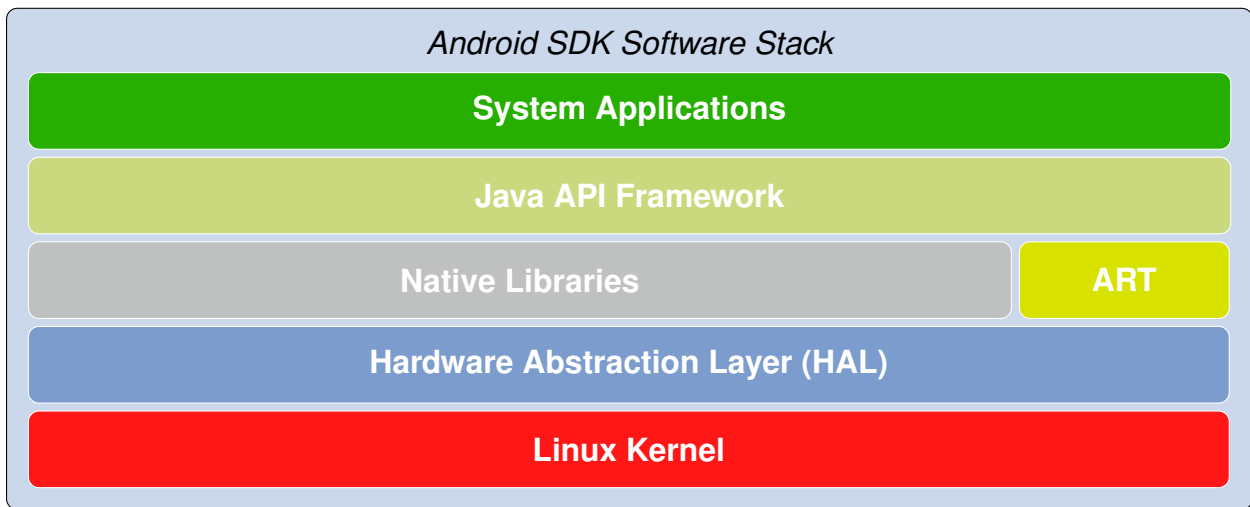 Android SDK Software Stack
System Applications
Java API Framework
Native Libraries
ART
Hardware Abstraction Layer (HAL)
Linux Kernel